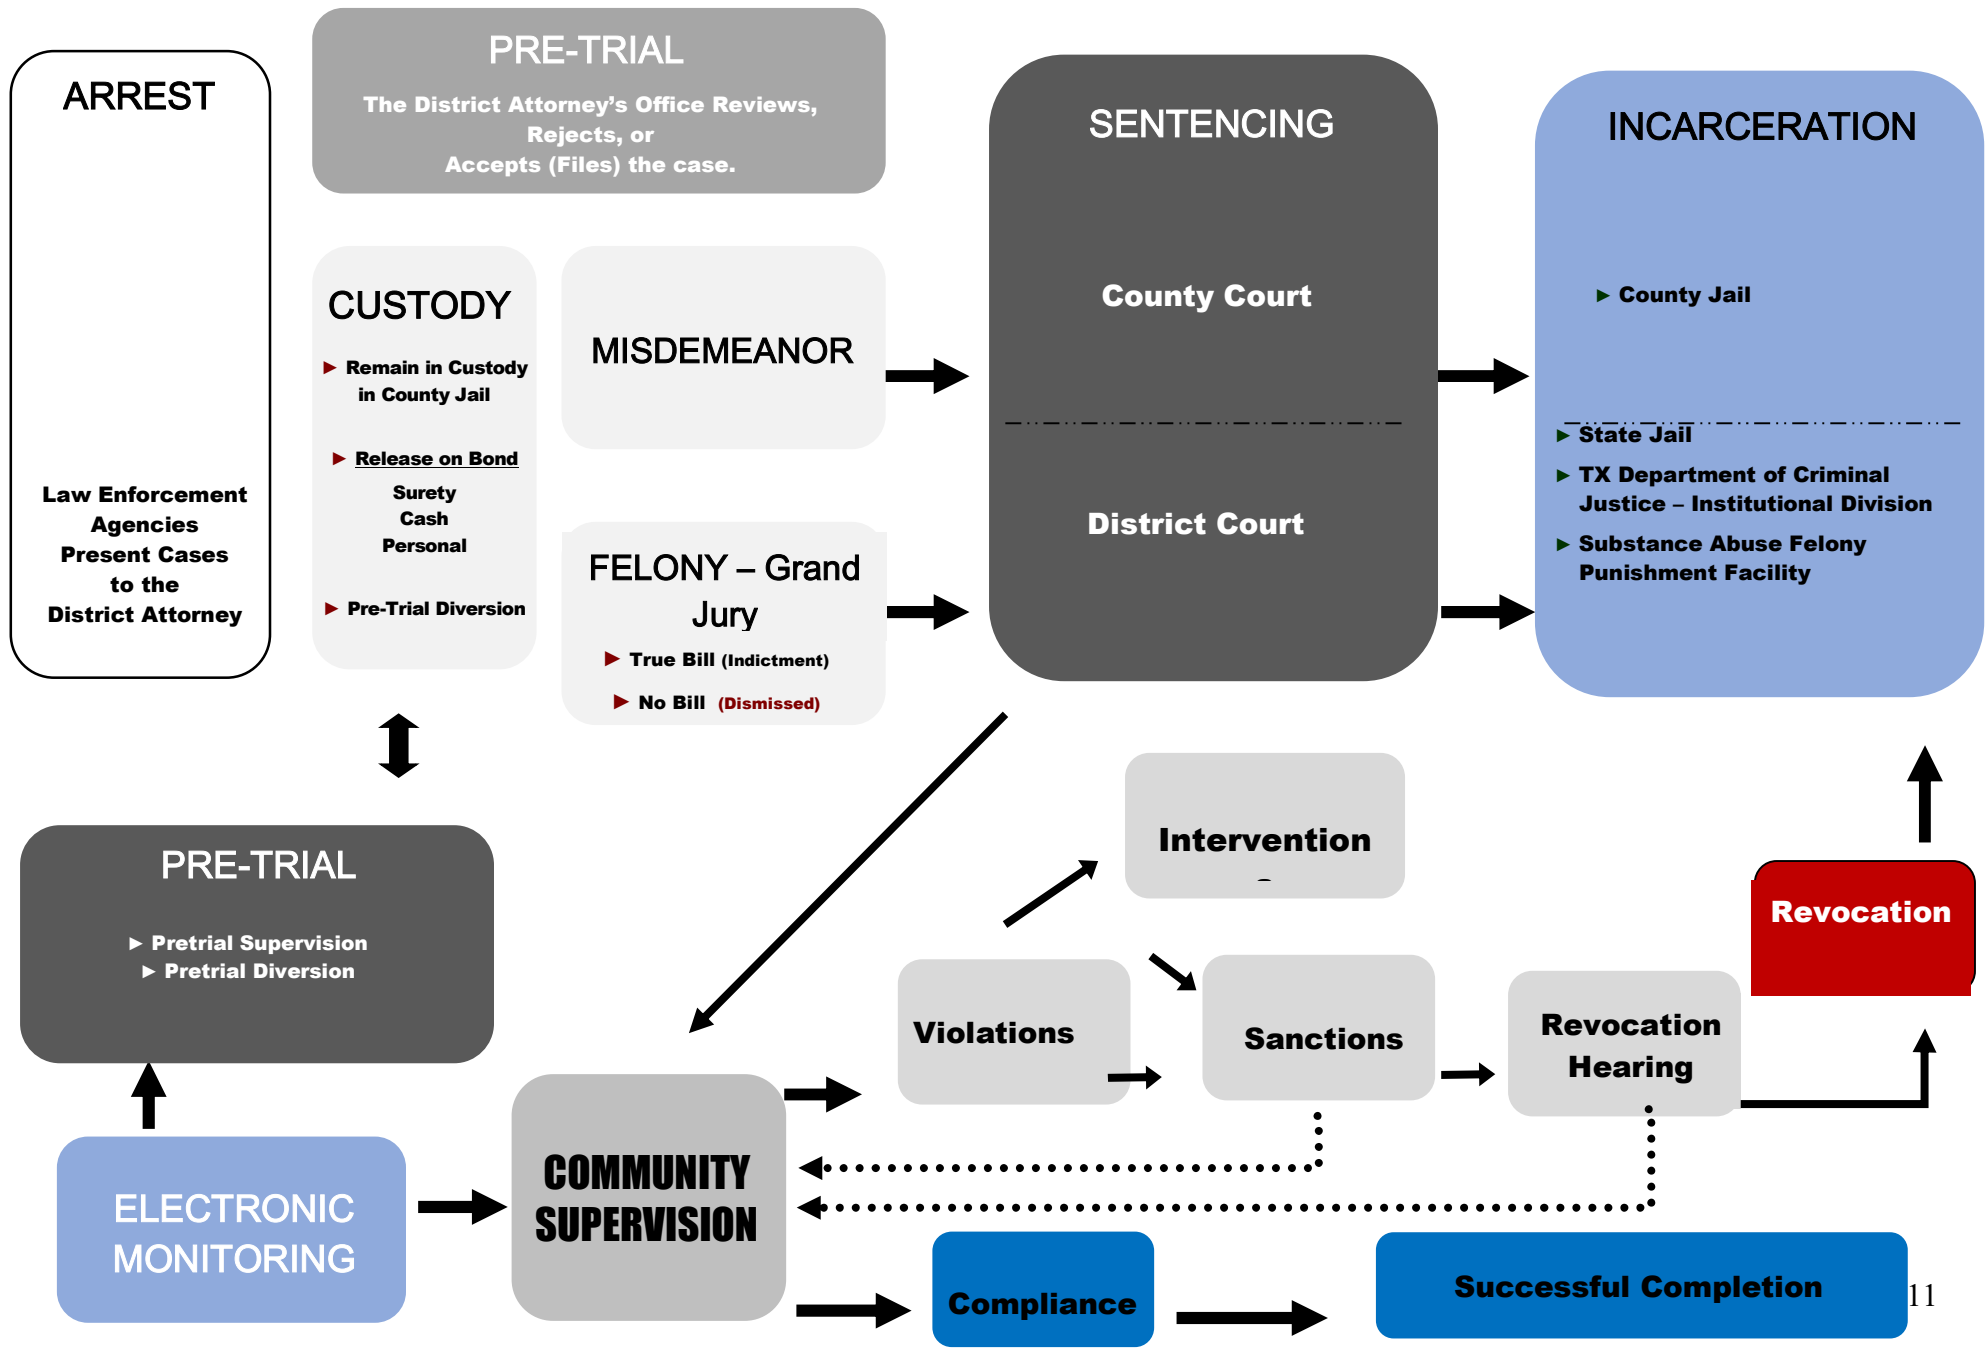 ARREST
Law Enforcement
Agencies
Present Cases
to the
District Attorney
PRE-TRIAL
The District Attorney’s Office Reviews,
Rejects, or
Accepts (Files) the case.
CUSTODY
► Remain in Custody
in County Jail
► Release on Bond
Surety
Cash
Personal
► Pre-Trial Diversion
MISDEMEANOR
FELONY – Grand
Jury
► True Bill (Indictment)
► No Bill (Dismissed)
SENTENCING
County Court
District Court
INCARCERATION
► County Jail
► State Jail
► TX Department of Criminal
Justice – Institutional Division
► Substance Abuse Felony
Punishment Facility
PRE-TRIAL
► Pretrial Supervision
► Pretrial Diversion
ELECTRONIC
MONITORING
COMMUNITY
SUPERVISION
Intervention
Violations
Sanctions
Revocation
Hearing
Revocation
Compliance
Successful Completion
11